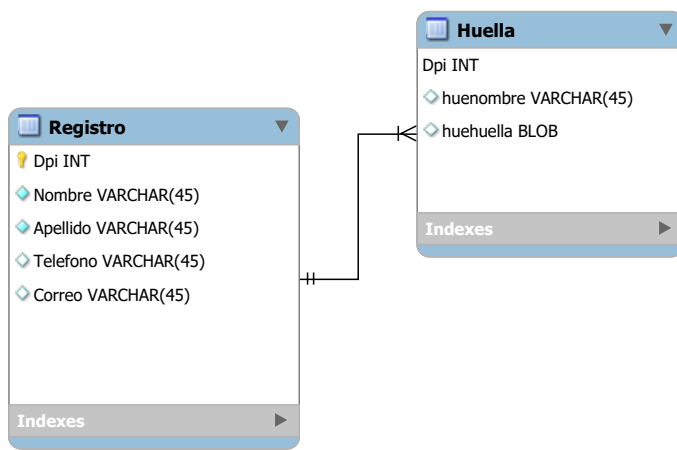 Huella
Dpi INT
huenombre VARCHAR(45)
huehuella BLOB
Indexes
Registro
Dpi INT
Nombre VARCHAR(45)
Apellido VARCHAR(45)
Telefono VARCHAR(45)
Correo VARCHAR(45)
Indexes